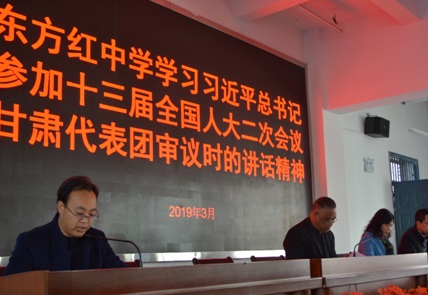 东方红中学学习习近平总书记
参加十三届全国人大二次会议
甘肃代表团审议时的讲话精神
2019年3月